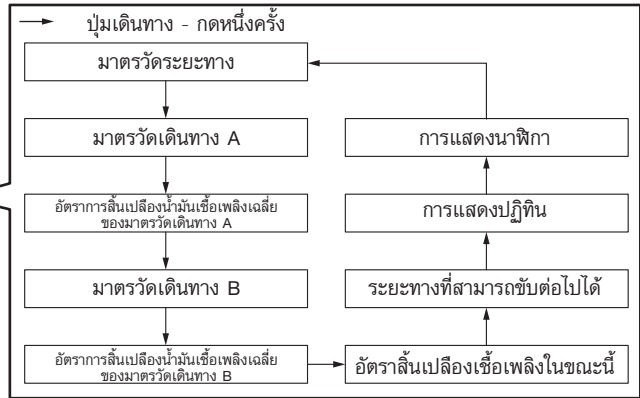 ปุ่มเดินทาง - กดหนึ่งครั้ง
มาตรวัดระยะทาง
มาตรวัดเดินทาง A
อัตราการสิ้นเปลืองน้ำมันเชื้อเพลิงเฉลี่ย
ของมาตรวัดเดินทาง A
มาตรวัดเดินทาง B
อัตราการสิ้นเปลืองน้ำมันเชื้อเพลิงเฉลี่ย
ของมาตรวัดเดินทาง B
อัตราสิ้นเปลืองเชื้อเพลิงในขณะนี้
ระยะทางที่สามารถขับต่อไปได้
การแสดงปฏิทิน
การแสดงนาฬิกา